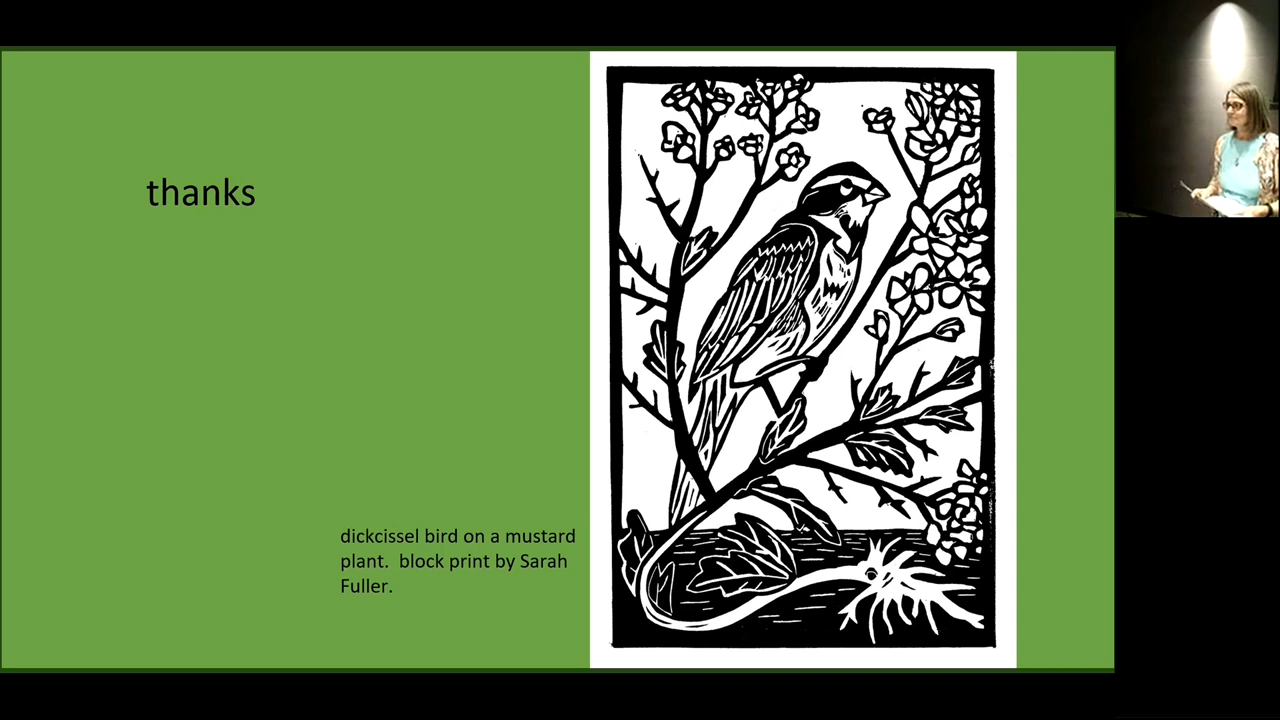 thanks
dickcissel bird on a mustard
plant.  block print by Sarah
Fuller.